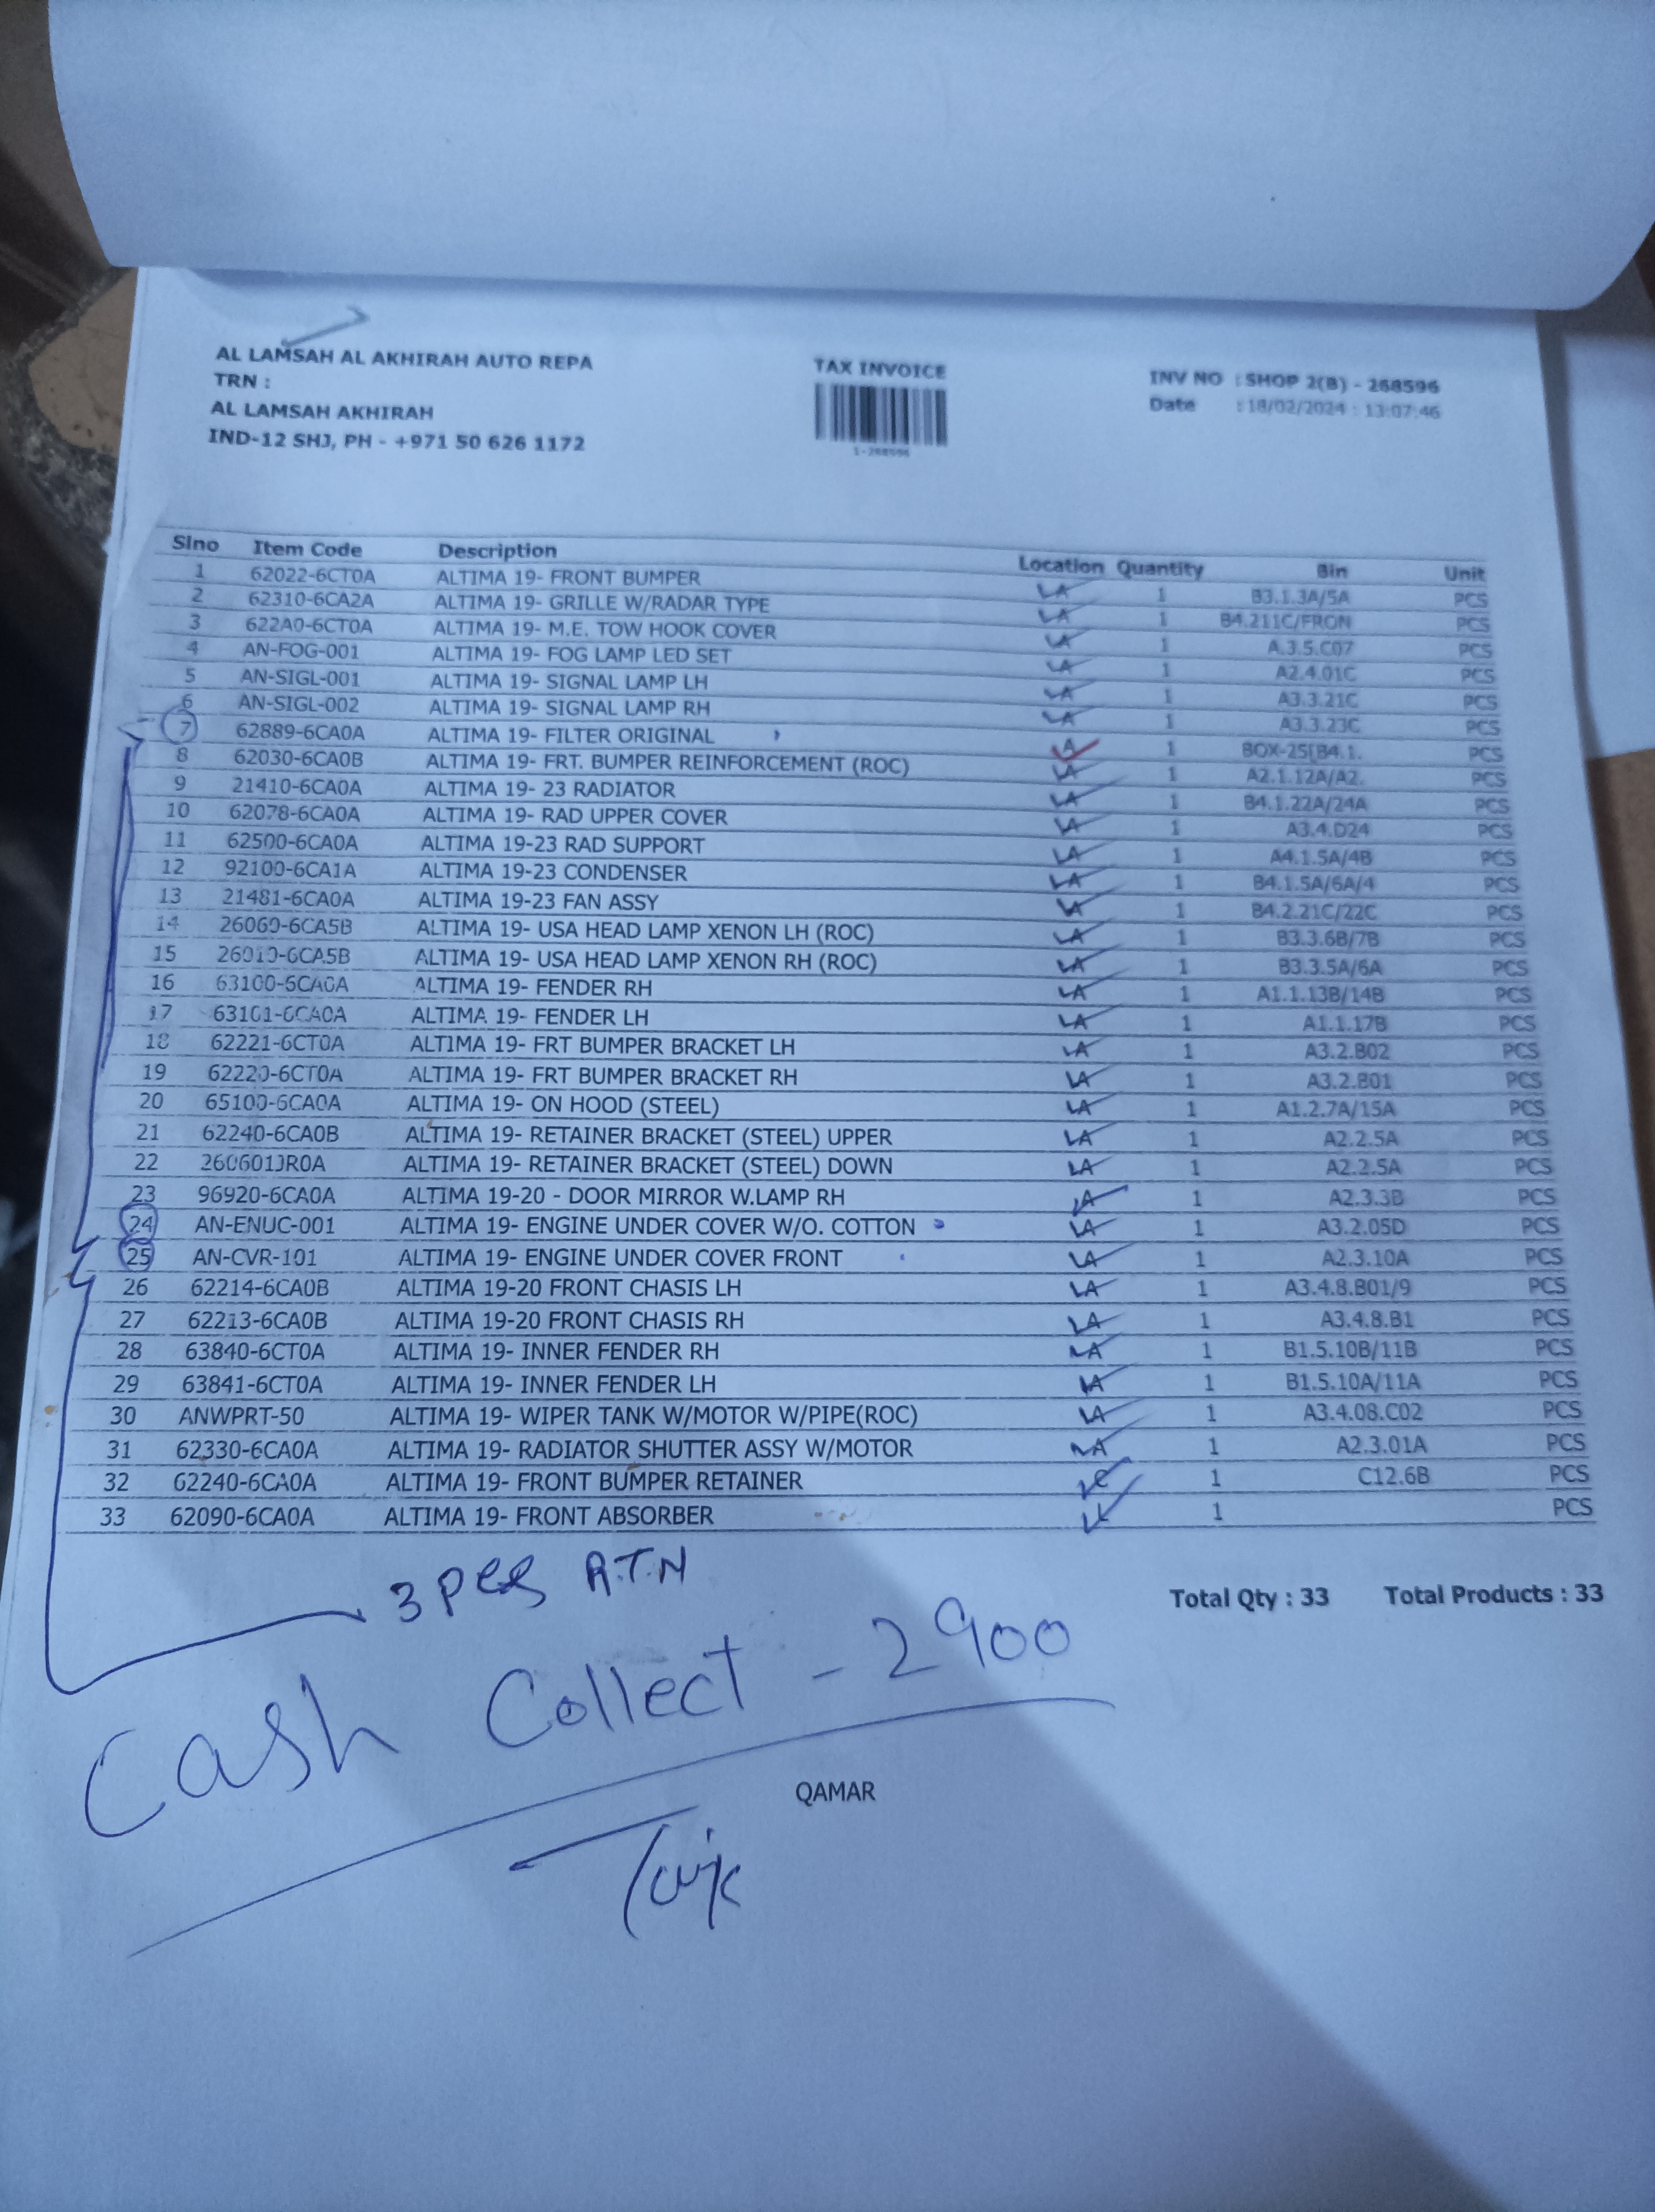 AL LAMSAH AL AKHIRAH AUTO REPA
TRN :
AL LAMSAH AKHIRAH
IND-12 SHJ, PH - +971 50 626 1172
TAX INVOICE
INV NO : SHOP 2(B) - 268596
Date : 18/02/2024 : 13:07:46
Slno Item Code Description Location Quantity Bin Unit
1 62022-6CT0A ALTIMA 19- FRONT BUMPER LA 1 B3.1.3A/5A PCS
2 62310-6CA2A ALTIMA 19- GRILLE W/RADAR TYPE LA 1 B4.211C/FRON PCS
3 622A0-6CT0A ALTIMA 19- M.E. TOW HOOK COVER LA 1 A.3.5.C07 PCS
4 AN-FOG-001 ALTIMA 19- FOG LAMP LED SET LA 1 A2.4.01C PCS
5 AN-SIGL-001 ALTIMA 19- SIGNAL LAMP LH LA 1 A3.3.21C PCS
6 AN-SIGL-002 ALTIMA 19- SIGNAL LAMP RH LA 1 A3.3.23C PCS
7 62889-6CA0A ALTIMA 19- FILTER ORIGINAL LA 1 BOX-25[B4.1. PCS
8 62030-6CA0B ALTIMA 19- FRT. BUMPER REINFORCEMENT (ROC) LA 1 A2.1.12A/A2. PCS
9 21410-6CA0A ALTIMA 19- 23 RADIATOR LA 1 B4.1.22A/24A PCS
10 62078-6CA0A ALTIMA 19- RAD UPPER COVER LA 1 A3.4.D24 PCS
11 62500-6CA0A ALTIMA 19-23 RAD SUPPORT LA 1 A4.1.5A/4B PCS
12 92100-6CA1A ALTIMA 19-23 CONDENSER LA 1 B4.1.5A/6A/4 PCS
13 21481-6CA0A ALTIMA 19-23 FAN ASSY LA 1 B4.2.21C/22C PCS
14 26060-6CA5B ALTIMA 19- USA HEAD LAMP XENON LH (ROC) LA 1 B3.3.6B/7B PCS
15 26010-6CA5B ALTIMA 19- USA HEAD LAMP XENON RH (ROC) LA 1 B3.3.5A/6A PCS
16 63100-6CA0A ALTIMA 19- FENDER RH LA 1 A1.1.13B/14B PCS
17 63101-6CA0A ALTIMA 19- FENDER LH LA 1 A1.1.17B PCS
18 62221-6CT0A ALTIMA 19- FRT BUMPER BRACKET LH LA 1 A3.2.B02 PCS
19 62220-6CT0A ALTIMA 19- FRT BUMPER BRACKET RH LA 1 A3.2.B01 PCS
20 65100-6CA0A ALTIMA 19- ON HOOD (STEEL) LA 1 A1.2.7A/15A PCS
21 62240-6CA0B ALTIMA 19- RETAINER BRACKET (STEEL) UPPER LA 1 A2.2.5A PCS
22 260601JR0A ALTIMA 19- RETAINER BRACKET (STEEL) DOWN LA 1 A2.2.5A PCS
23 96920-6CA0A ALTIMA 19-20 - DOOR MIRROR W.LAMP RH LA 1 A2.3.3B PCS
24 AN-ENUC-001 ALTIMA 19- ENGINE UNDER COVER W/O. COTTON LA 1 A3.2.05D PCS
25 AN-CVR-101 ALTIMA 19- ENGINE UNDER COVER FRONT LA 1 A2.3.10A PCS
26 62214-6CA0B ALTIMA 19-20 FRONT CHASIS LH LA 1 A3.4.8.B01/9 PCS
27 62213-6CA0B ALTIMA 19-20 FRONT CHASIS RH LA 1 A3.4.8.B1 PCS
28 63840-6CT0A ALTIMA 19- INNER FENDER RH LA 1 B1.5.10B/11B PCS
29 63841-6CT0A ALTIMA 19- INNER FENDER LH LA 1 B1.5.10A/11A PCS
30 ANWPRT-50 ALTIMA 19- WIPER TANK W/MOTOR W/PIPE(ROC) LA 1 A3.4.08.C02 PCS
31 62330-6CA0A ALTIMA 19- RADIATOR SHUTTER ASSY W/MOTOR LA 1 A2.3.01A PCS
32 62240-6CA0A ALTIMA 19- FRONT BUMPER RETAINER 1 C12.6B PCS
33 62090-6CA0A ALTIMA 19- FRONT ABSORBER 1 PCS
3 Pcs R.T.N
Total Qty : 33 Total Products : 33
Cash Collect - 2900
QAMAR